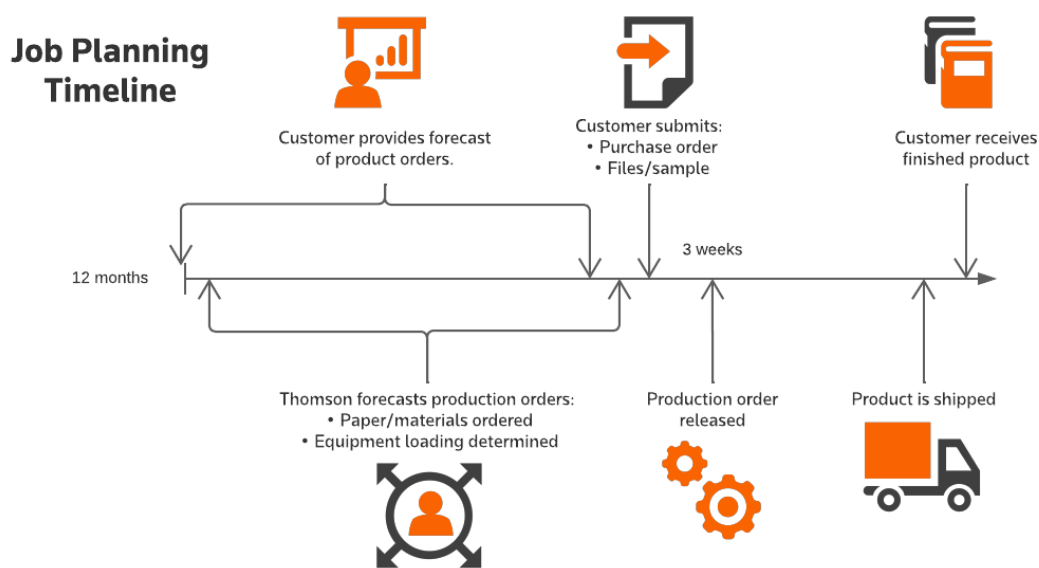 Job Planning
Timeline
Customer provides forecast
of product orders.
Customer submits:
• Purchase order
• Files/sample
Customer receives
finished product
12 months
3 weeks
Thomson forecasts production orders:
• Paper/materials ordered
• Equipment loading determined
Production order
released
Product is shipped